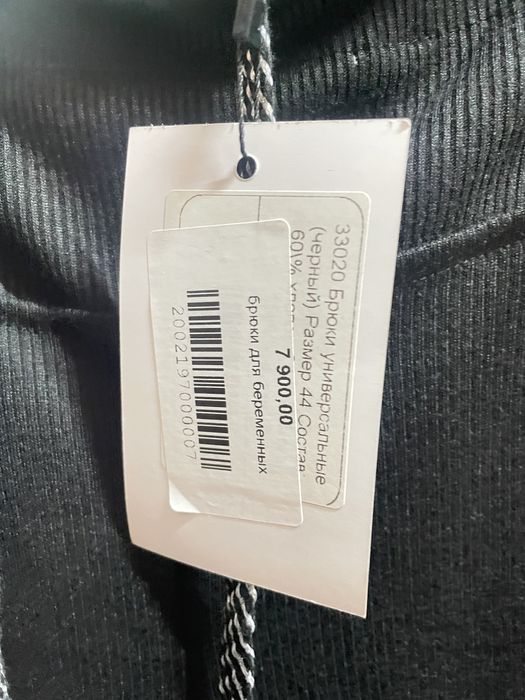 33020 Брюки универсальные
(черный) Размер 44 Состав:
60\%
7 900,00
Брюки для беременных
2002197000007